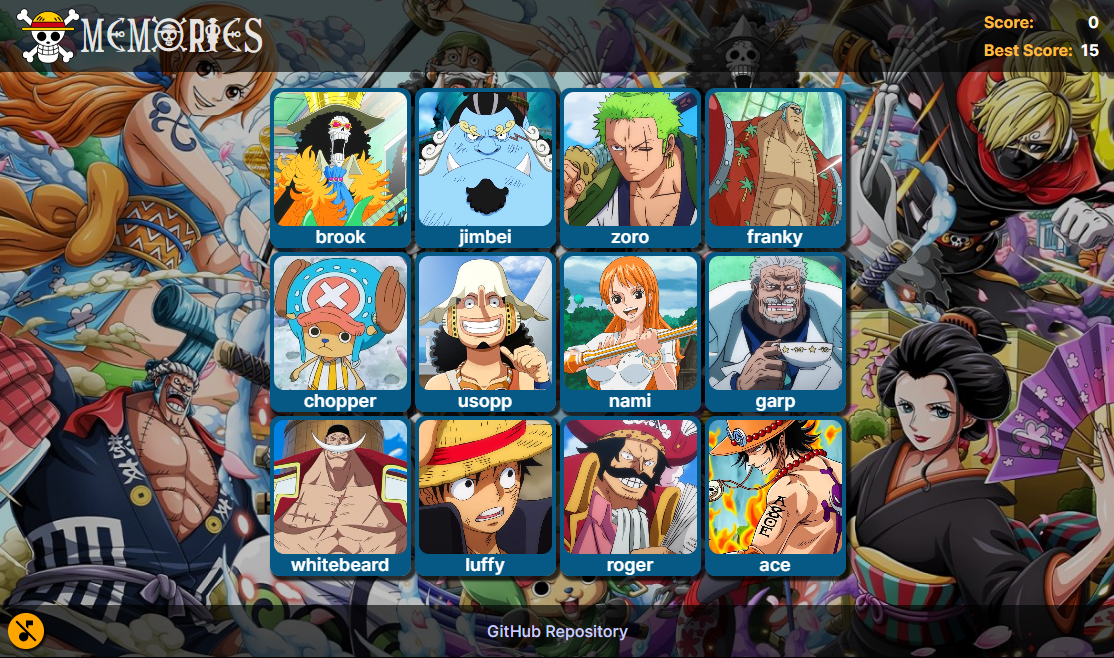 MEMORIES
Score: 0
Best Score: 15
brook
jimbei
zoro
franky
chopper
usopp
nami
garp
whitebeard
luffy
roger
ace
GitHub Repository